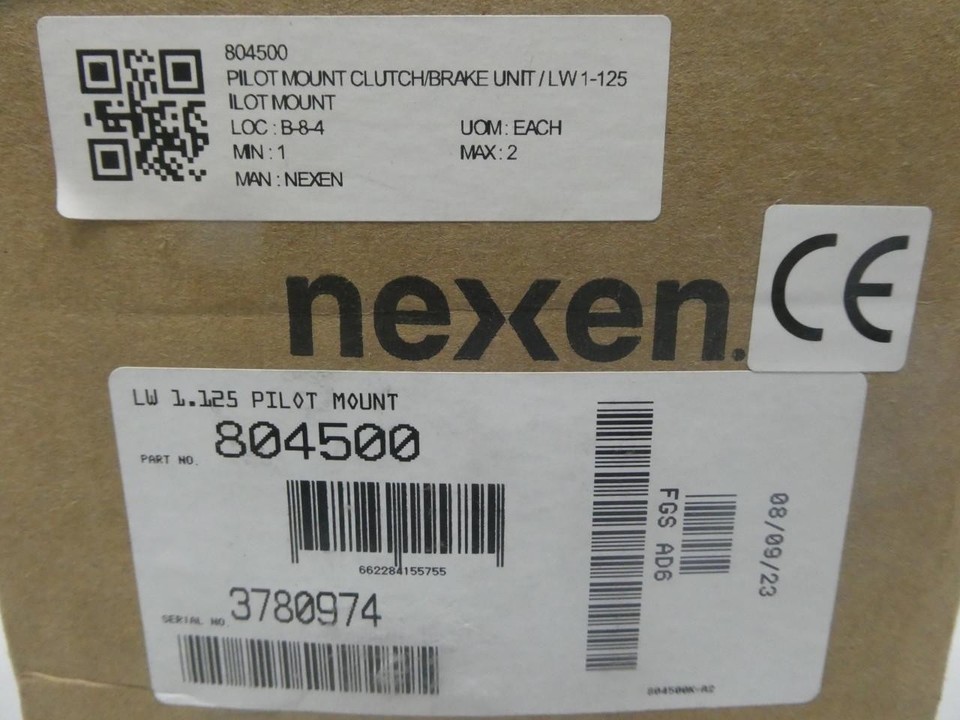 804500
PILOT MOUNT CLUTCH/BRAKE UNIT / LW 1-125
ILOT MOUNT
LOC : B-8-4 UOM : EACH
MIN : 1 MAX : 2
MAN : NEXEN
nexen.
CE
LW 1.125 PILOT MOUNT
PART NO. 804500
662284155755
SERIAL NO. 3780974
FGS AD6
08/09/23
804500K-A2